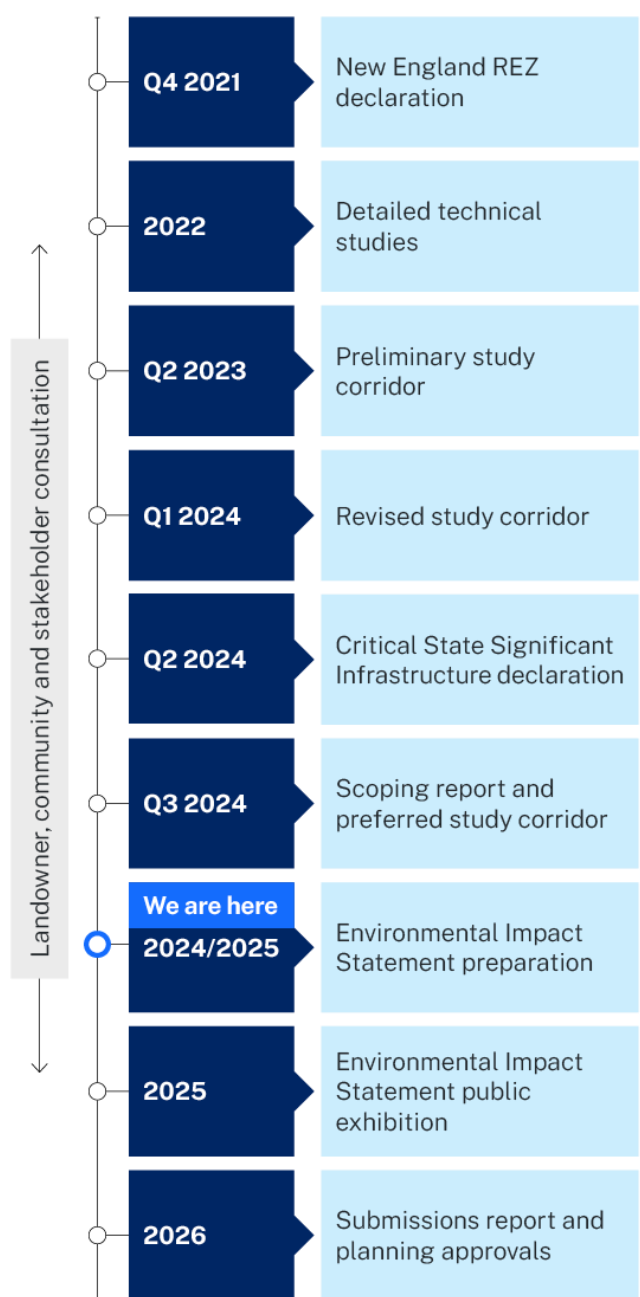 Q4 2021
New England REZ
declaration
2022
Detailed technical
studies
Q2 2023
Preliminary study
corridor
Q1 2024
Revised study corridor
Q2 2024
Critical State Significant
Infrastructure declaration
Q3 2024
Scoping report and
preferred study corridor
We are here
2024/2025
Environmental Impact
Statement preparation
2025
Environmental Impact
Statement public
exhibition
2026
Submissions report and
planning approvals
Landowner, community and stakeholder consultation